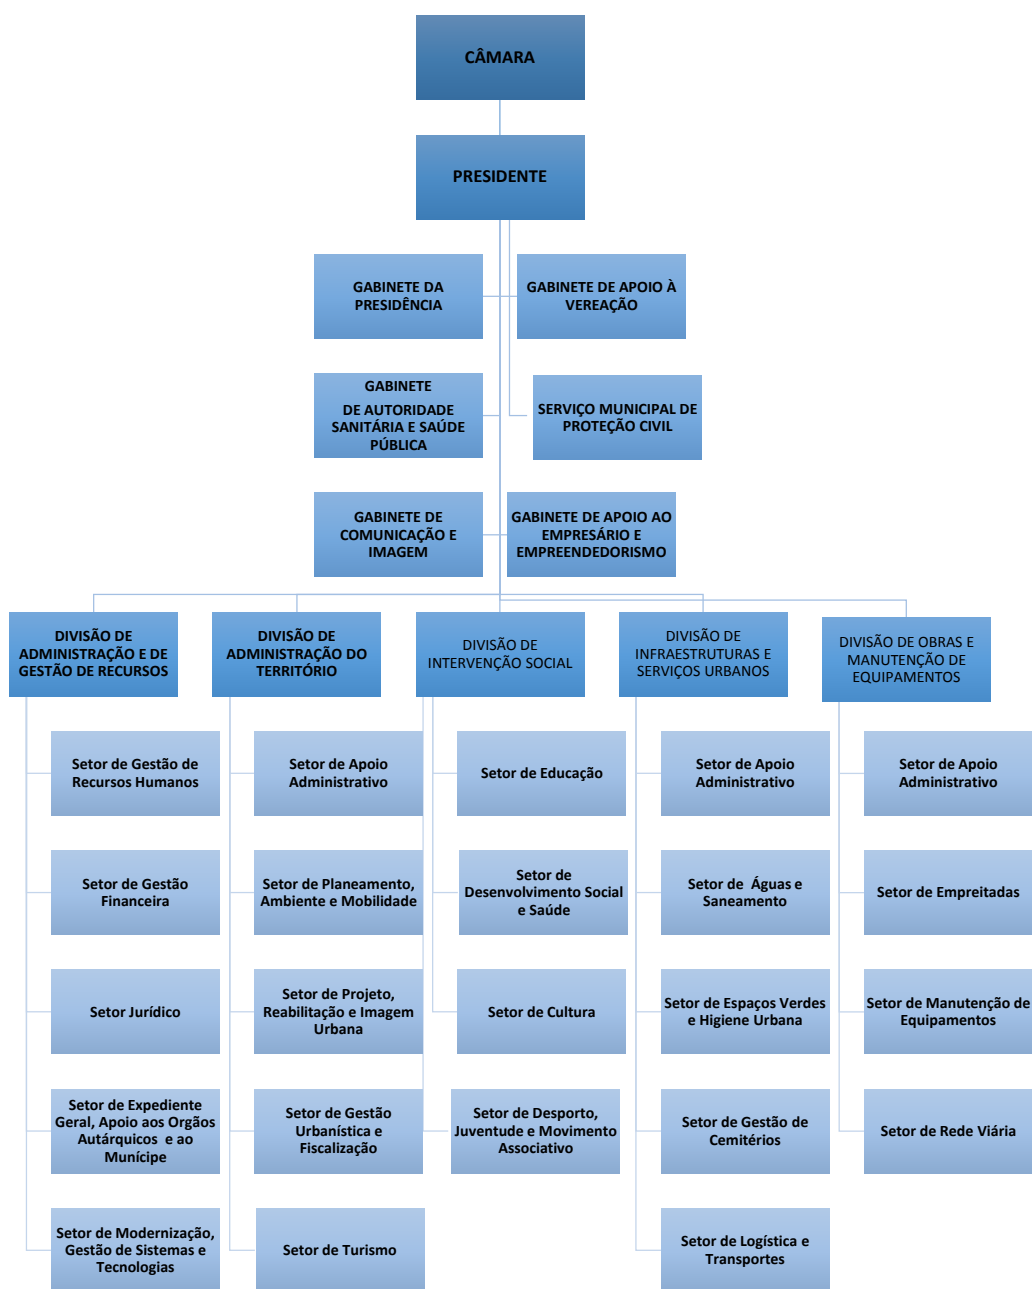 CÂMARA
PRESIDENTE
GABINETE DA
PRESIDÊNCIA
GABINETE DE APOIO À
VEREAÇÃO
GABINETE
DE AUTORIDADE
SANITÁRIA E SAÚDE
PÚBLICA
SERVIÇO MUNICIPAL DE
PROTEÇÃO CIVIL
GABINETE DE
COMUNICAÇÃO E
IMAGEM
GABINETE DE APOIO AO
EMPRESÁRIO E
EMPREENDEDORISMO
DIVISÃO DE
ADMINISTRAÇÃO E DE
GESTÃO DE RECURSOS
DIVISÃO DE
ADMINISTRAÇÃO DO
TERRITÓRIO
DIVISÃO DE
INTERVENÇÃO SOCIAL
DIVISÃO DE
INFRAESTRUTURAS E
SERVIÇOS URBANOS
DIVISÃO DE OBRAS E
MANUTENÇÃO DE
EQUIPAMENTOS
Setor de Gestão de
Recursos Humanos
Setor de Apoio
Administrativo
Setor de Educação
Setor de Apoio
Administrativo
Setor de Apoio
Administrativo
Setor de Gestão
Financeira
Setor de Planeamento,
Ambiente e Mobilidade
Setor de
Desenvolvimento Social
e Saúde
Setor de Águas e
Saneamento
Setor de Empreitadas
Setor Jurídico
Setor de Projeto,
Reabilitação e Imagem
Urbana
Setor de Cultura
Setor de Espaços Verdes
e Higiene Urbana
Setor de Manutenção de
Equipamentos
Setor de Expediente
Geral, Apoio aos Orgãos
Autárquicos e ao
Munícipe
Setor de Gestão
Urbanística e
Fiscalização
Setor de Desporto,
Juventude e Movimento
Associativo
Setor de Gestão de
Cemitérios
Setor de Rede Viária
Setor de Modernização,
Gestão de Sistemas e
Tecnologias
Setor de Turismo
Setor de Logística e
Transportes